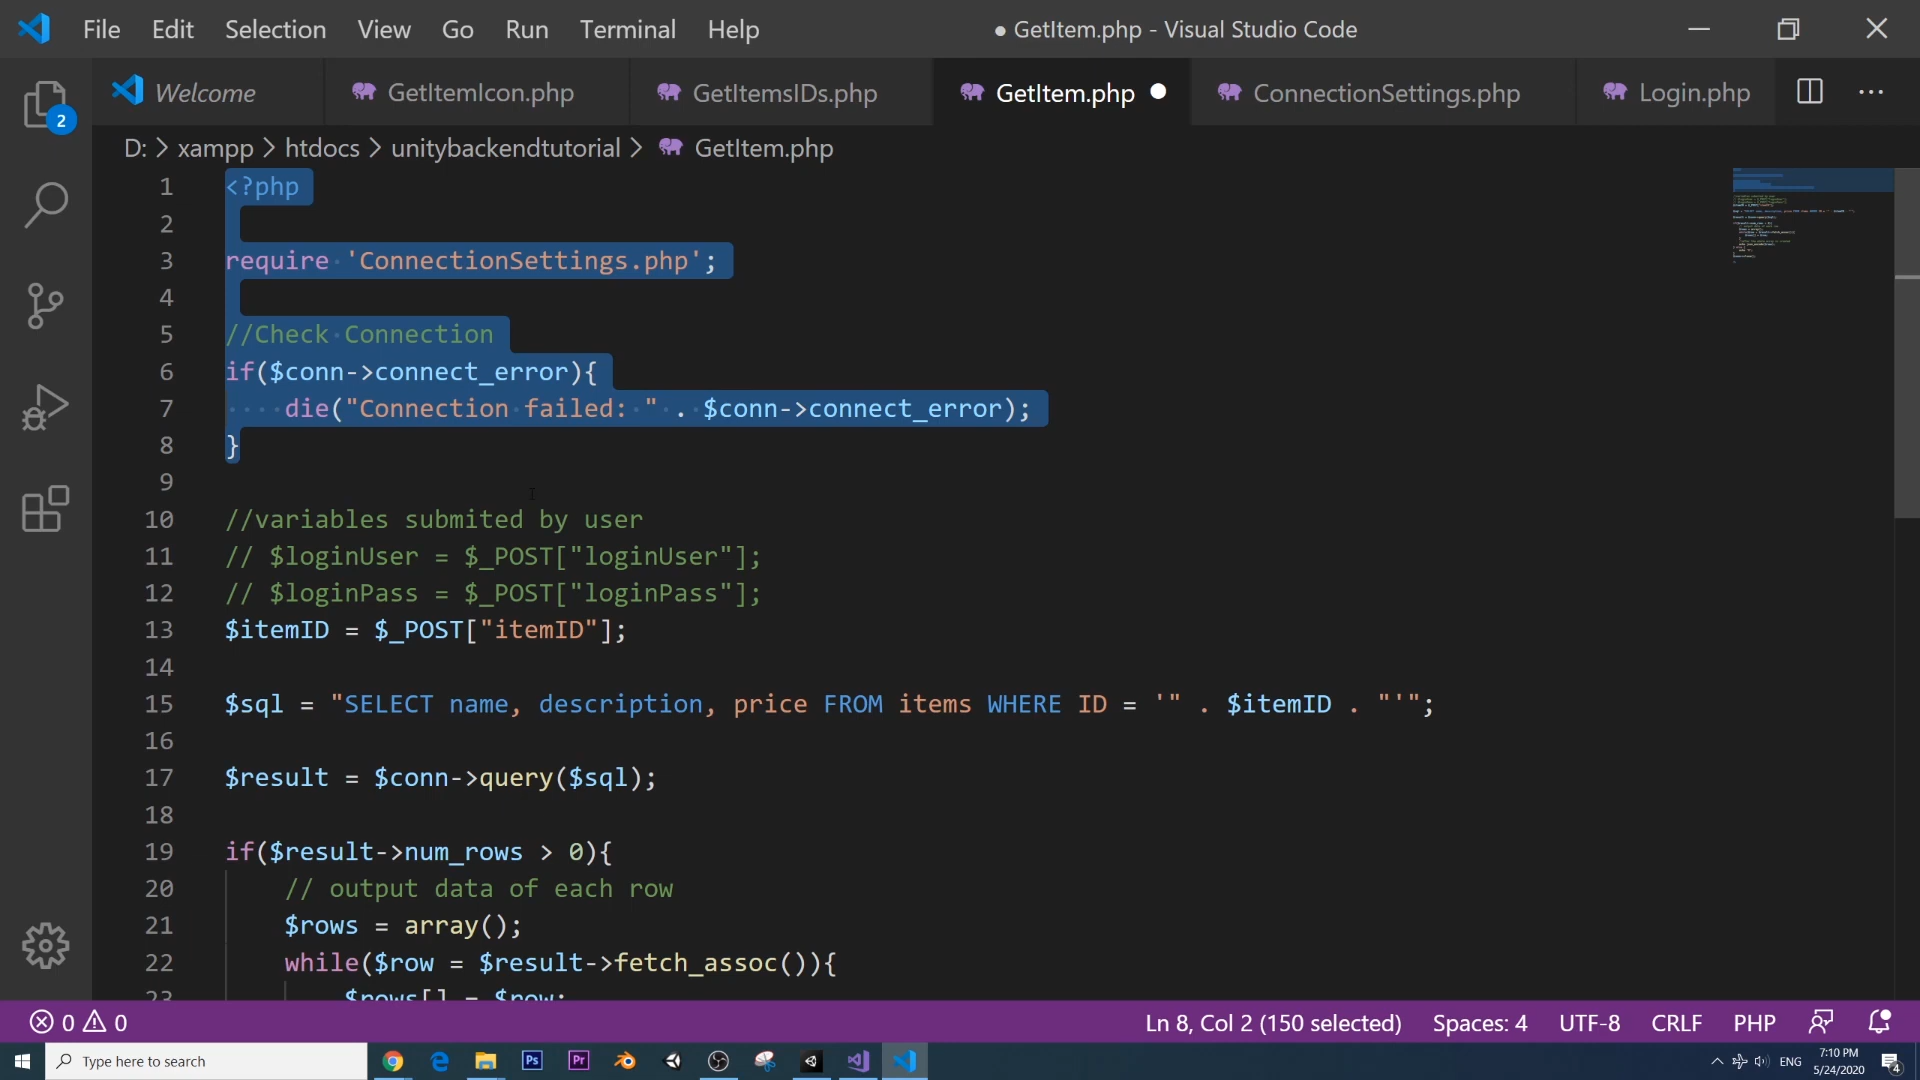 File Edit Selection View Go Run Terminal Help ● GetItem.php - Visual Studio Code
Welcome GetItemIcon.php GetItemsIDs.php GetItem.php ConnectionSettings.php Login.php ...
2
D: > xampp > htdocs > unitybackendtutorial > GetItem.php
1 <?php
2
3 require 'ConnectionSettings.php';
4
5 //Check Connection
6 if($conn->connect_error){
7 die("Connection failed: " . $conn->connect_error);
8 }
9
10 //variables submited by user
11 // $loginUser = $_POST["loginUser"];
12 // $loginPass = $_POST["loginPass"];
13 $itemID = $_POST["itemID"];
14
15 $sql = "SELECT name, description, price FROM items WHERE ID = '" . $itemID . "'";
16
17 $result = $conn->query($sql);
18
19 if($result->num_rows > 0){
20 // output data of each row
21 $rows = array();
22 while($row = $result->fetch_assoc()){
23 $rows[] = $row;
0 0 Ln 8, Col 2 (150 selected) Spaces: 4 UTF-8 CRLF PHP
Type here to search Ps Pr ENG 7:10 PM
5/24/2020 4